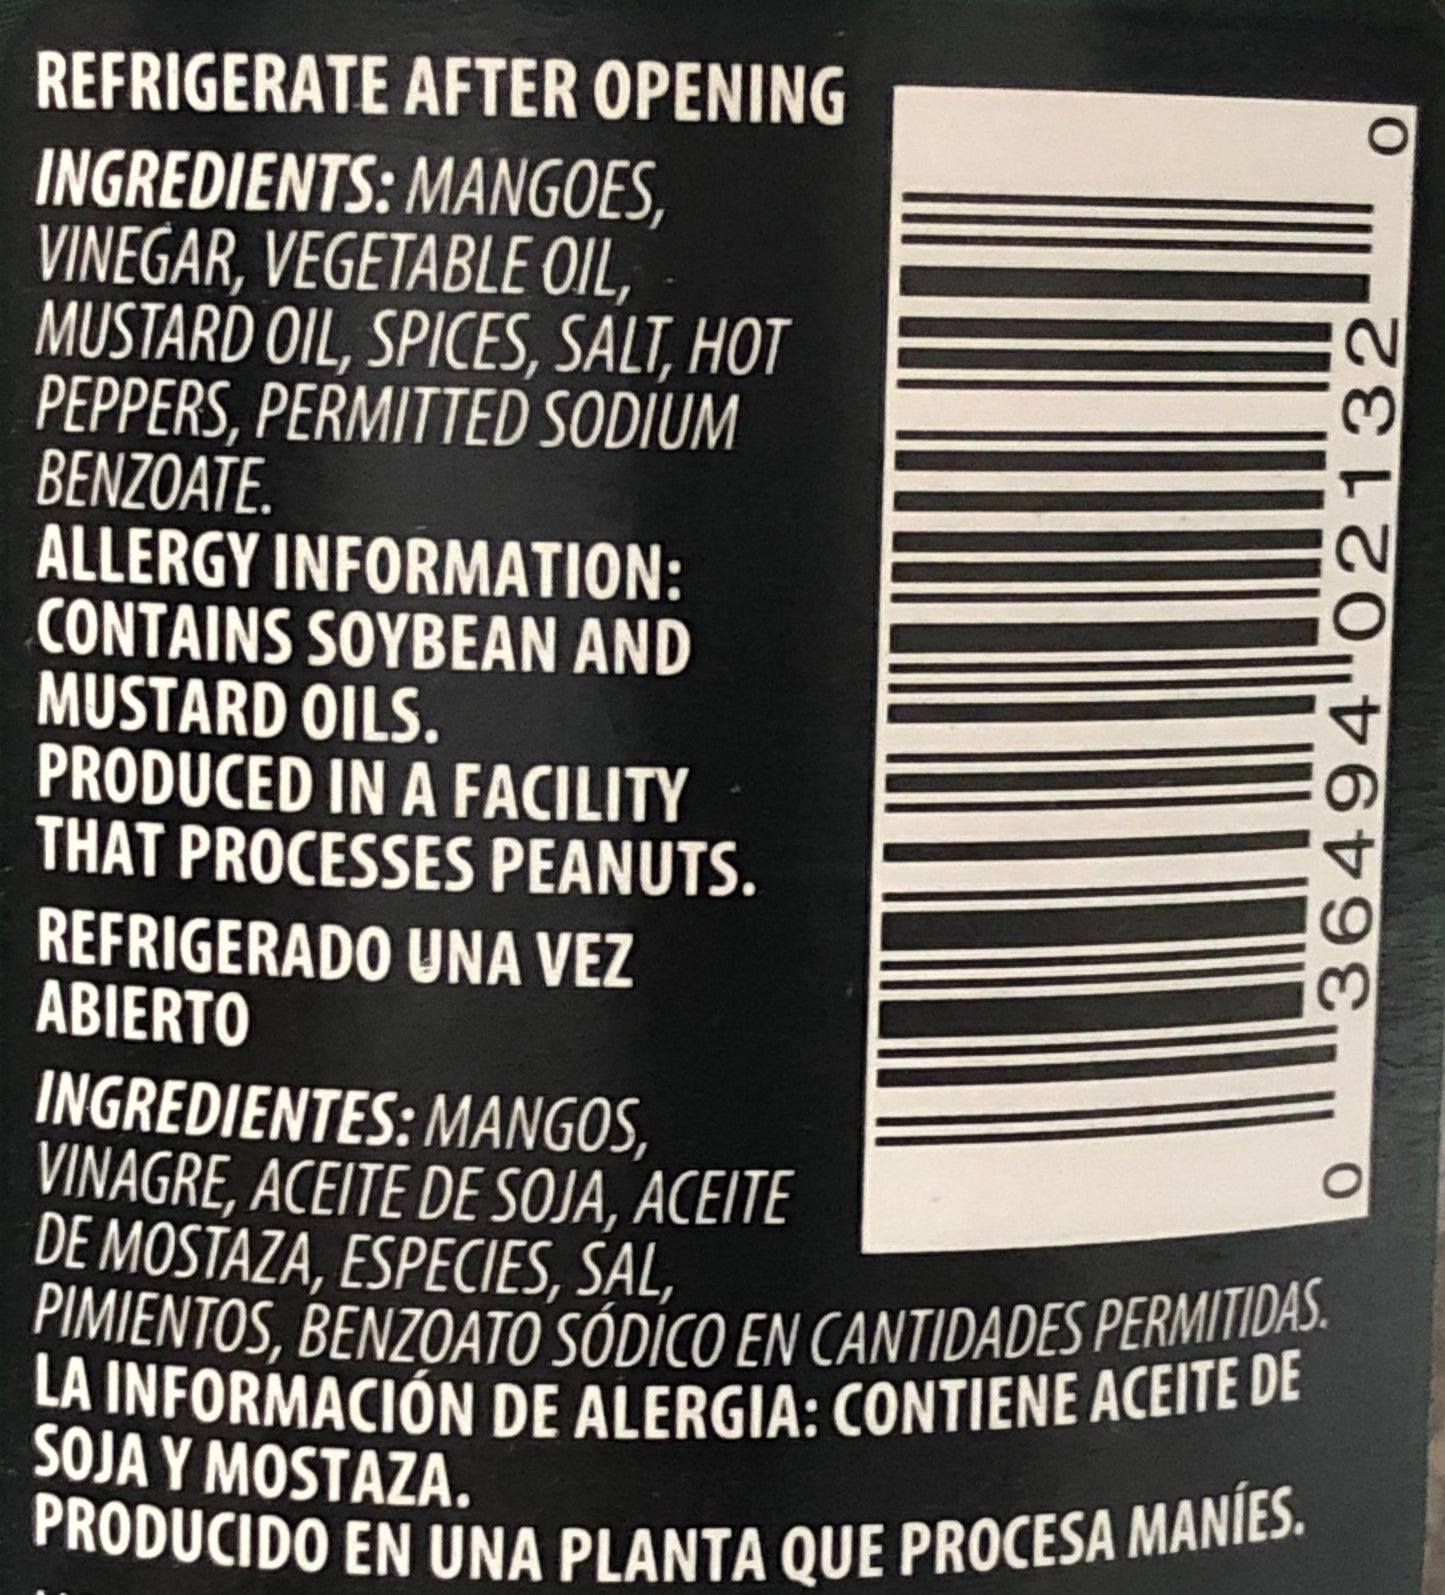 REFRIGERATE AFTER OPENING
INGREDIENTS: MANGOES,
VINEGAR, VEGETABLE OIL,
MUSTARD OIL, SPICES, SALT, HOT
PEPPERS, PERMITTED SODIUM
BENZOATE.
ALLERGY INFORMATION:
CONTAINS SOYBEAN AND
MUSTARD OILS.
PRODUCED IN A FACILITY
THAT PROCESSES PEANUTS.
REFRIGERADO UNA VEZ
ABIERTO
INGREDIENTES: MANGOS,
VINAGRE, ACEITE DE SOJA, ACEITE
DE MOSTAZA, ESPECIES, SAL,
PIMIENTOS, BENZOATO SÓDICO EN CANTIDADES PERMITIDAS.
LA INFORMACIÓN DE ALERGIA: CONTIENE ACEITE DE
SOJA Y MOSTAZA.
PRODUCIDO EN UNA PLANTA QUE PROCESA MANÍES.
0 36494 02132 0